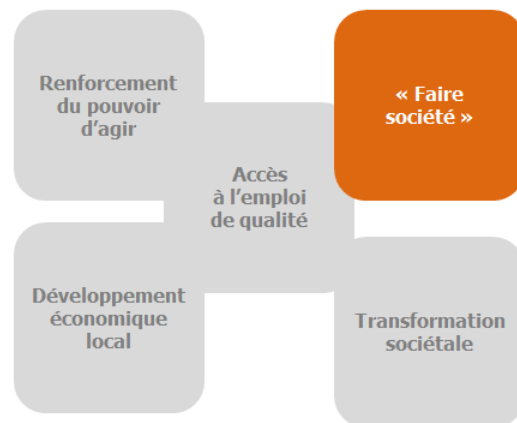 Renforcement
du pouvoir
d’agir
« Faire
société »
Accès
à l’emploi
de qualité
Développement
économique
local
Transformation
sociétale